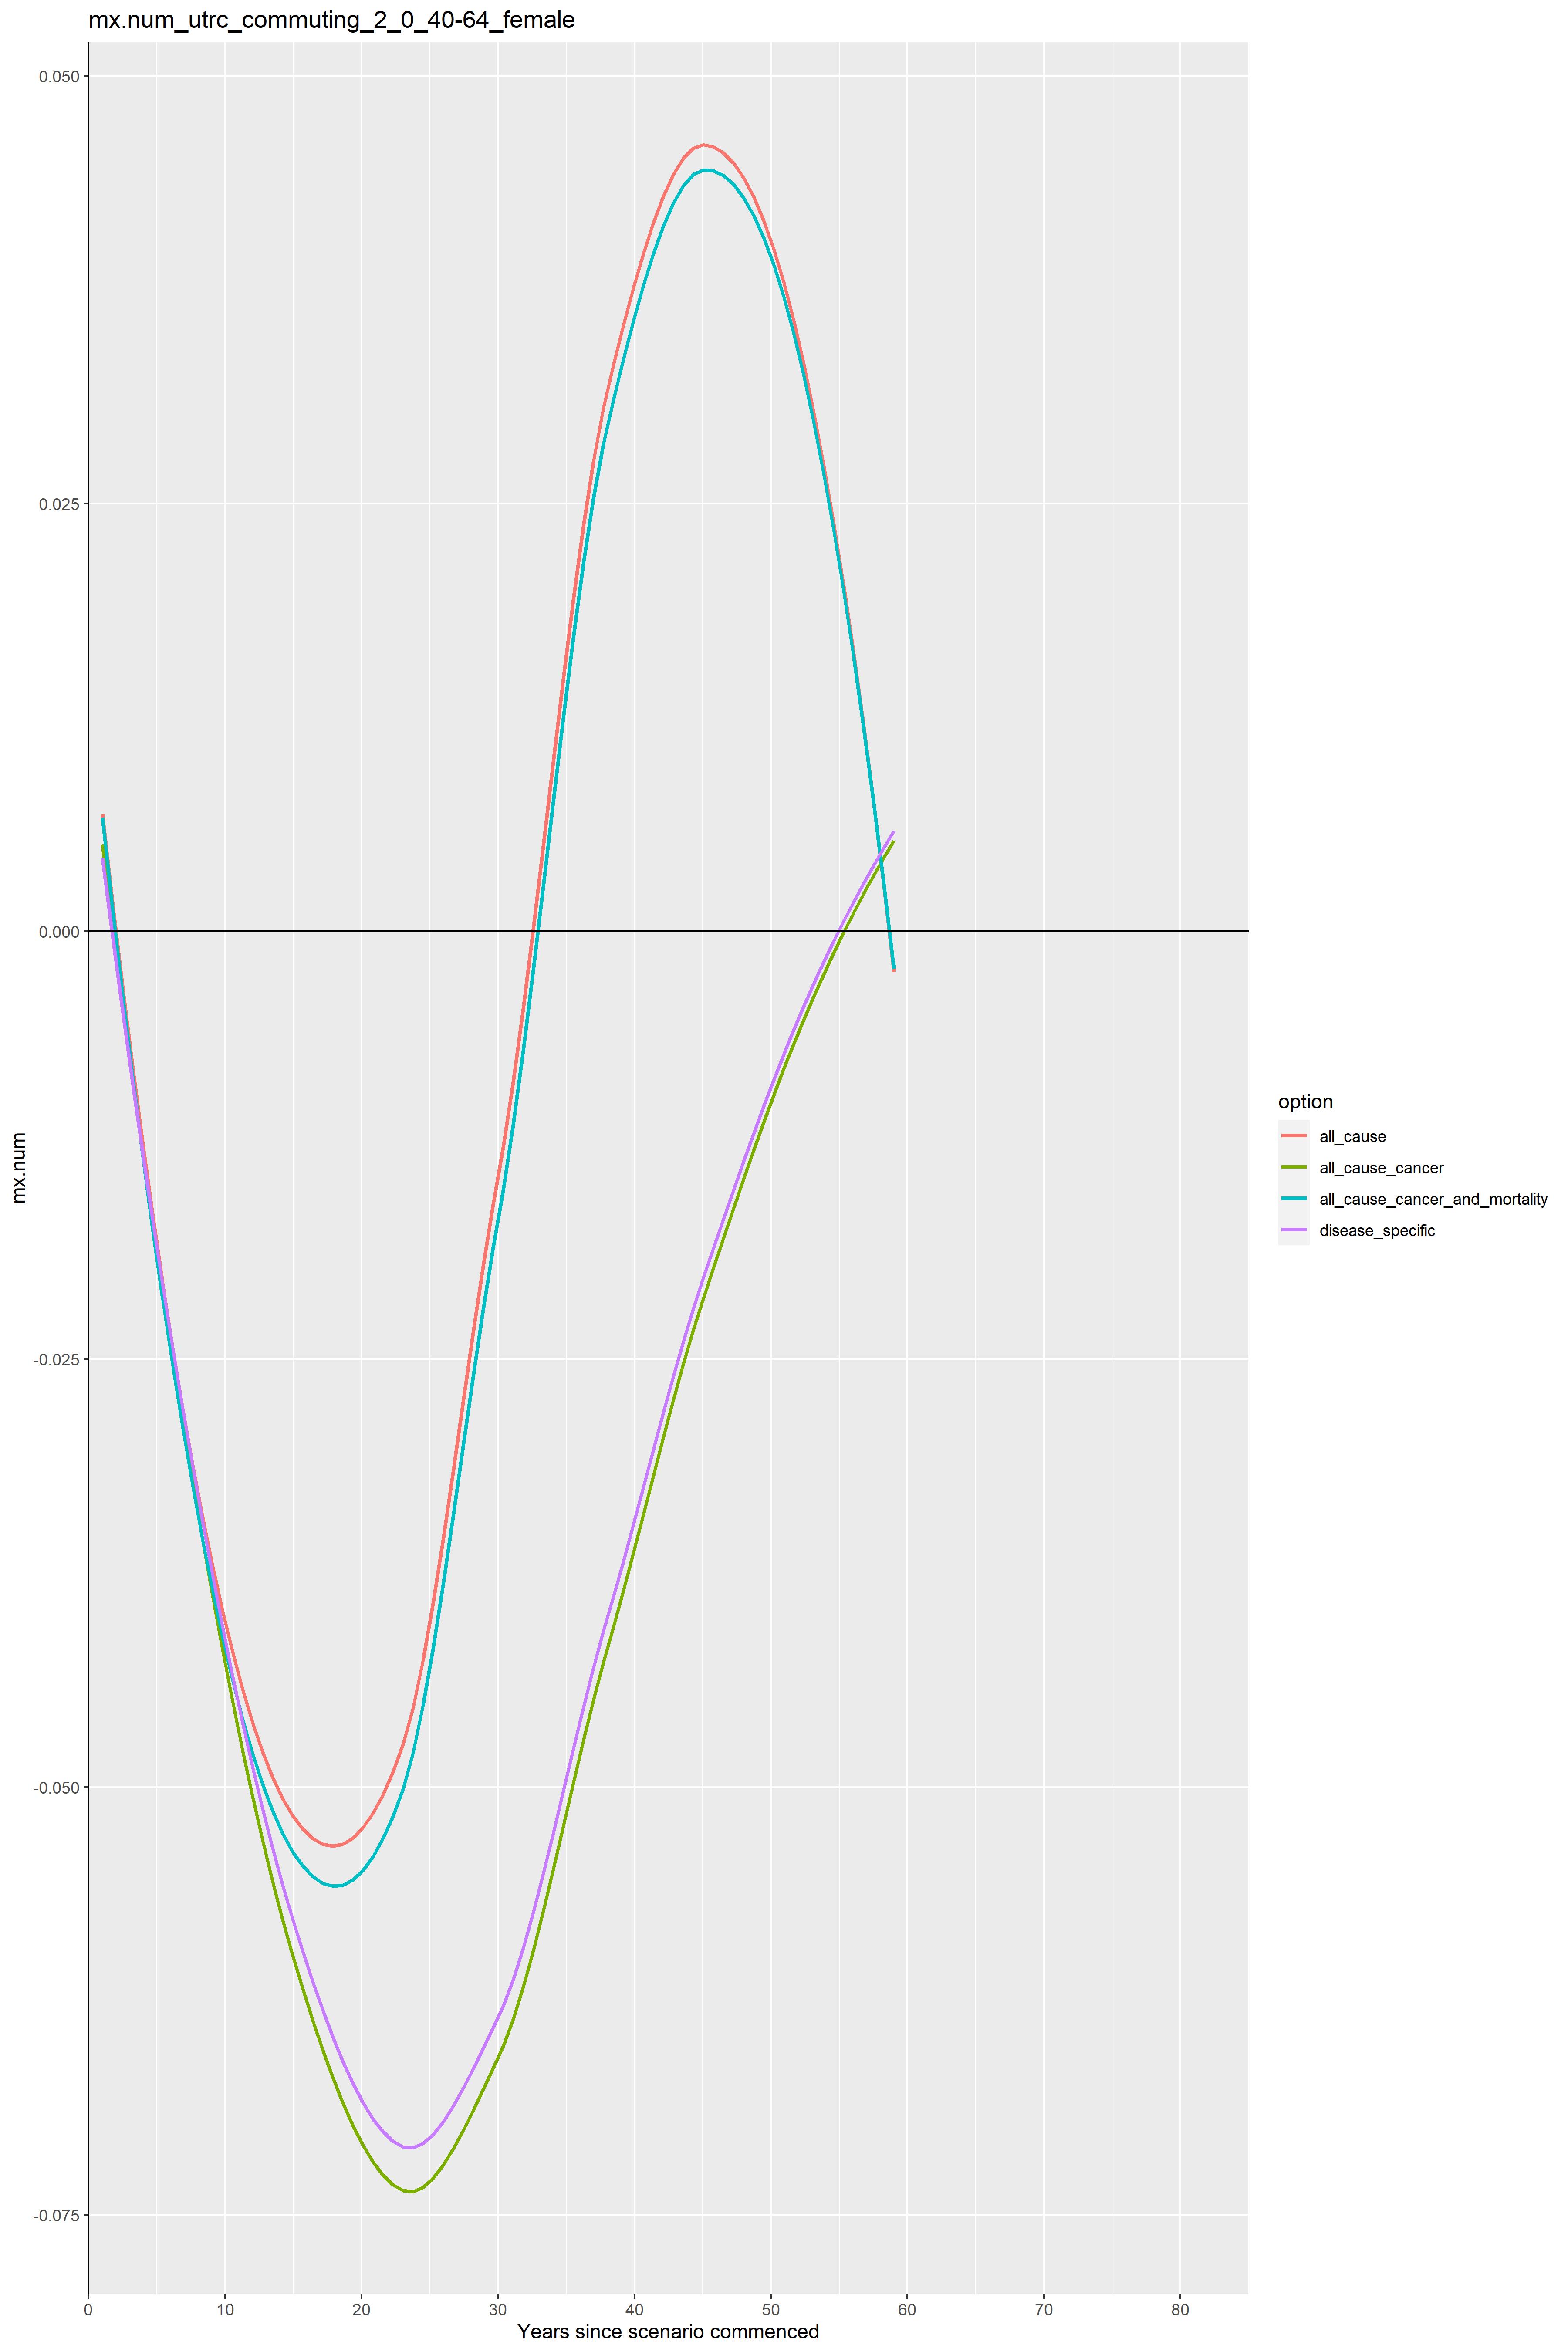 mx.num_utrc_commuting_2_0_40-64_female
0.050
0.025
0.000
-0.025
-0.050
-0.075
mx.num
0 10 20 30 40 50 60 70 80
Years since scenario commenced
option
all_cause
all_cause_cancer
all_cause_cancer_and_mortality
disease_specific